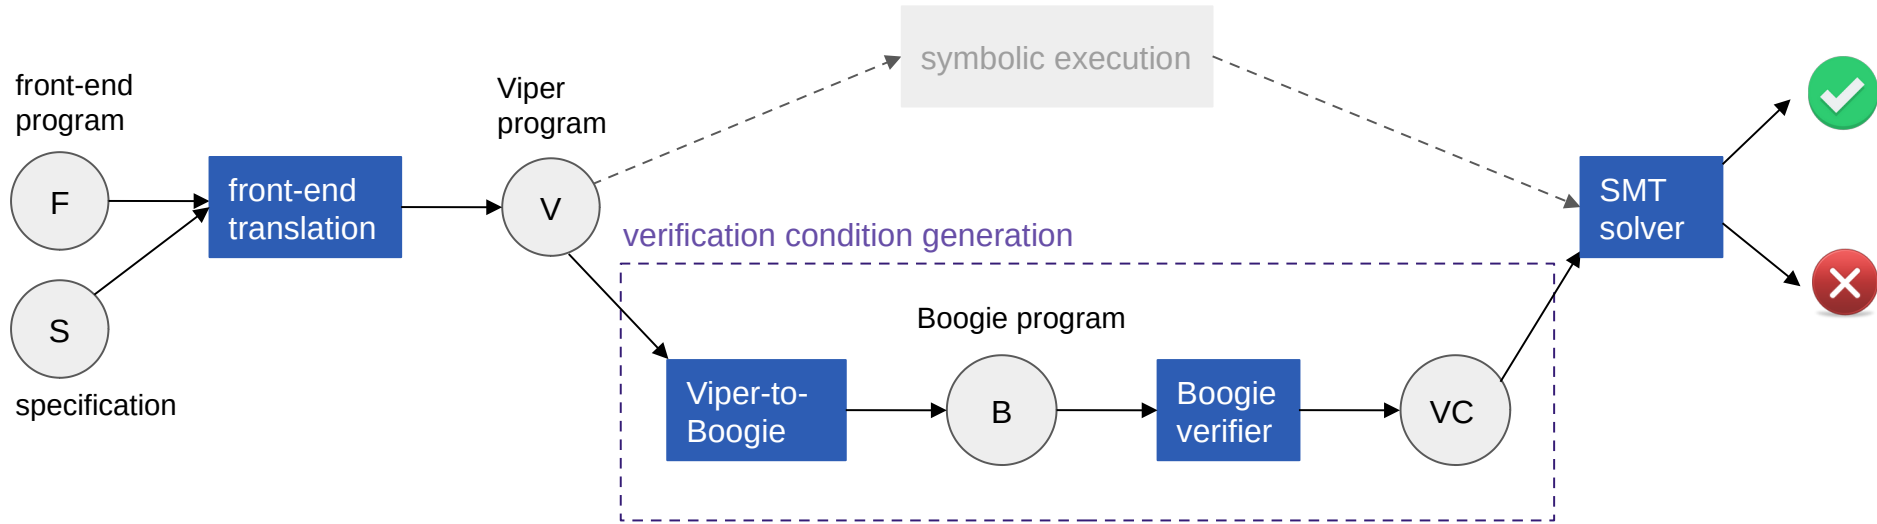 front-end
program
F
S
specification
front-end
translation
Viper
program
V
symbolic execution
verification condition generation
Viper-to-
Boogie
Boogie program
B
Boogie
verifier
VC
SMT
solver